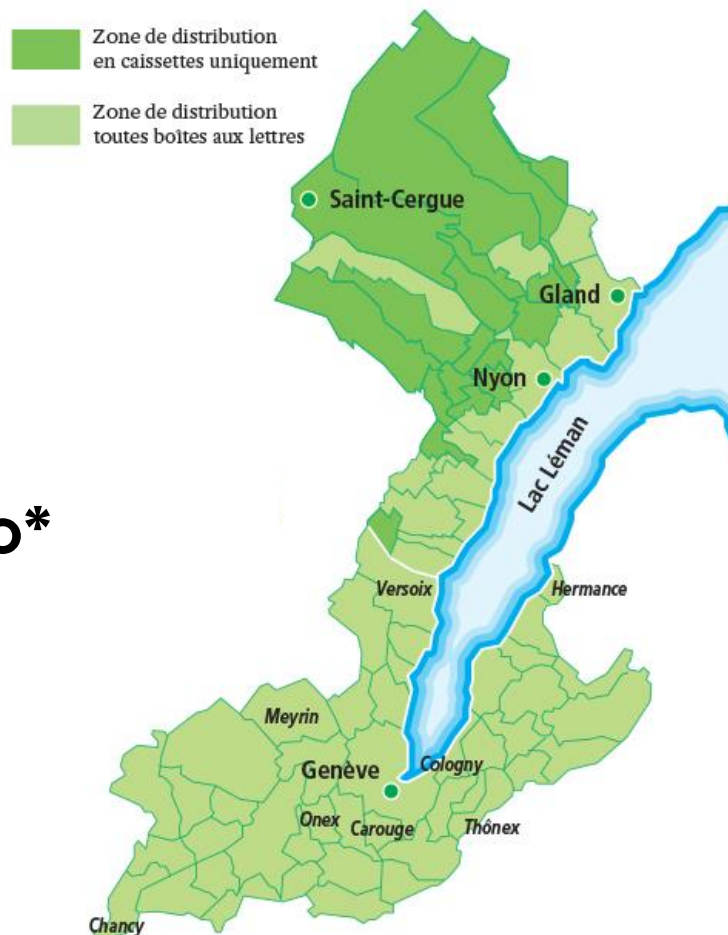 Zone de distribution
en caissettes uniquement
Zone de distribution
toutes boîtes aux lettres
Saint-Cergue
Gland
Nyon
Lac Léman
o*
Versoix
Hermance
Meyrin
Genève
Cologny
Onex
Carouge
Thônex
Chancy